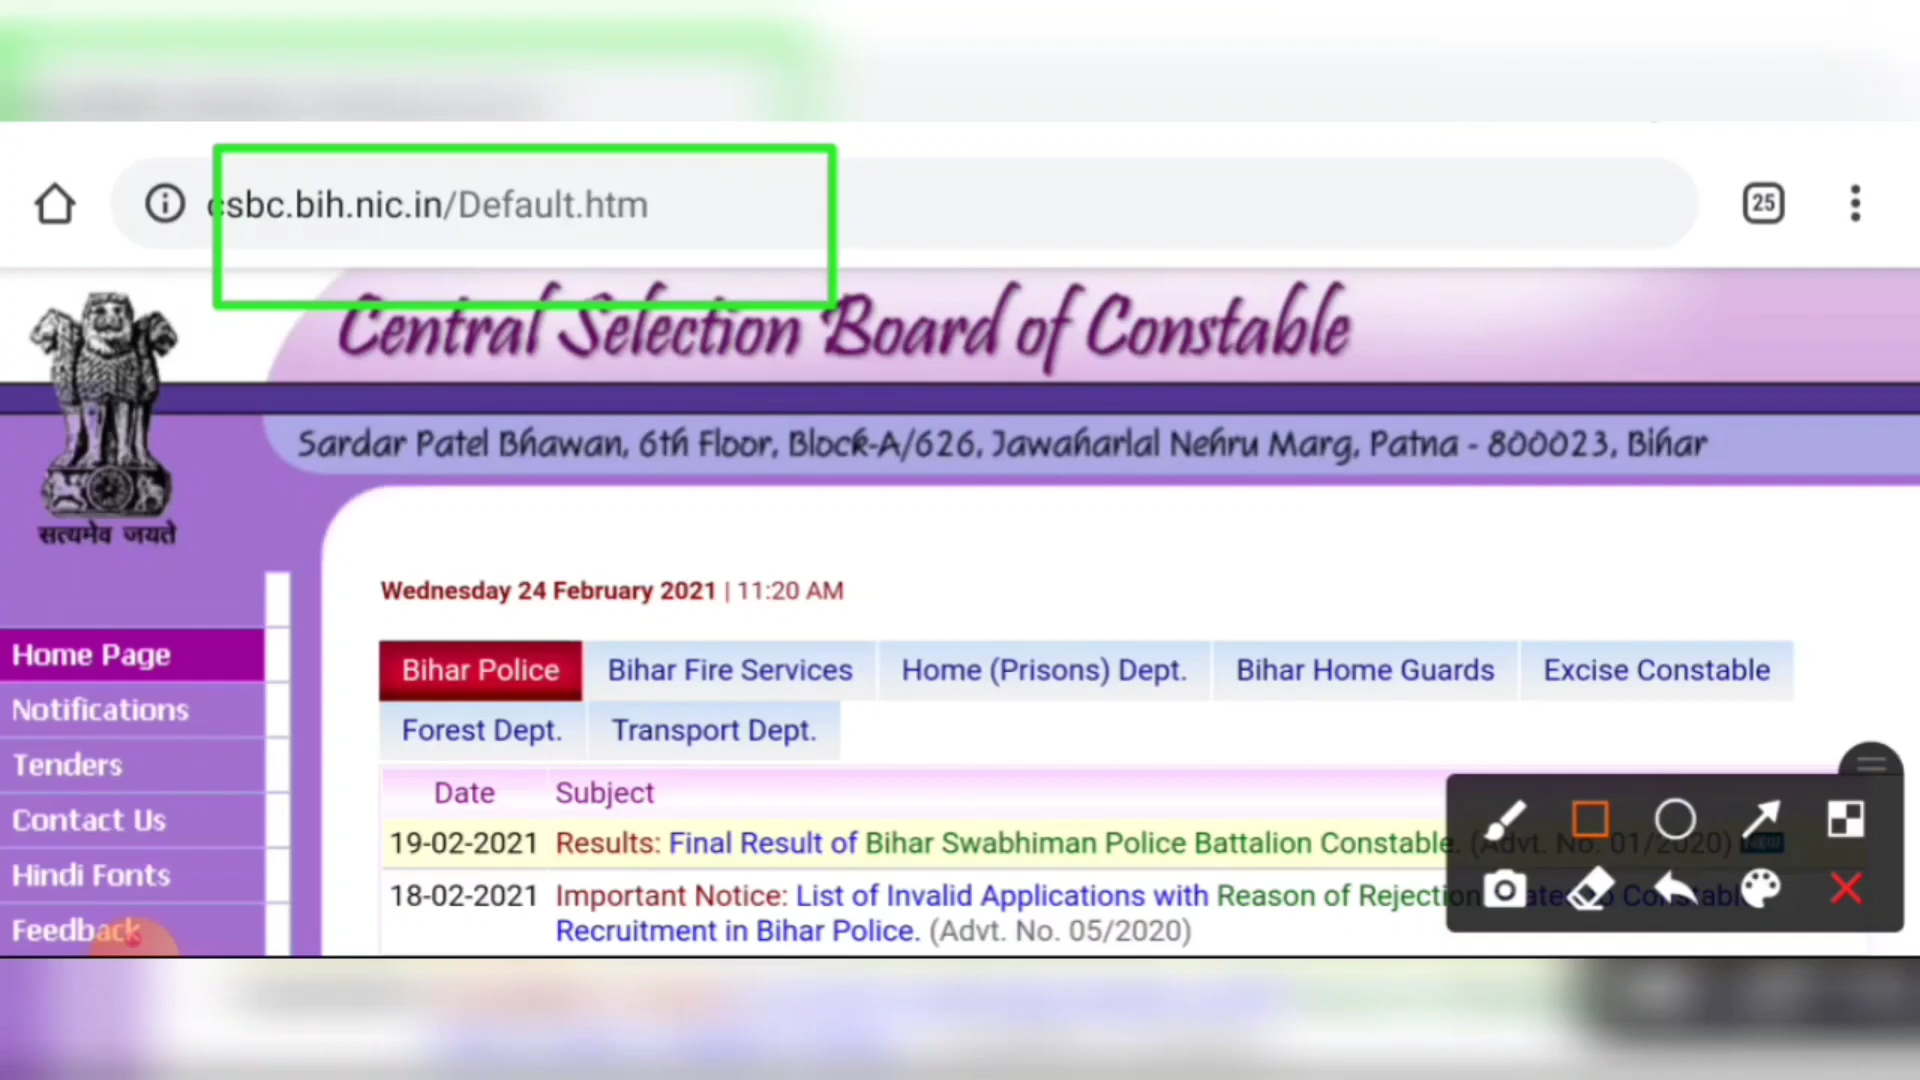 csbc.bih.nic.in/Default.htm
25
Central Selection Board of Constable
Sardar Patel Bhawan, 6th Floor, Block-A/626, Jawaharlal Nehru Marg, Patna - 800023, Bihar
सत्यमेव जयते
Wednesday 24 February 2021 | 11:20 AM
Home Page
Notifications
Tenders
Contact Us
Hindi Fonts
Feedback
Bihar Police Bihar Fire Services Home (Prisons) Dept. Bihar Home Guards Excise Constable
Forest Dept. Transport Dept.
Date Subject
19-02-2021 Results: Final Result of Bihar Swabhiman Police Battalion Constable. (Advt. No. 01/2020)
18-02-2021 Important Notice: List of Invalid Applications with Reason of Rejection
Recruitment in Bihar Police. (Advt. No. 05/2020)